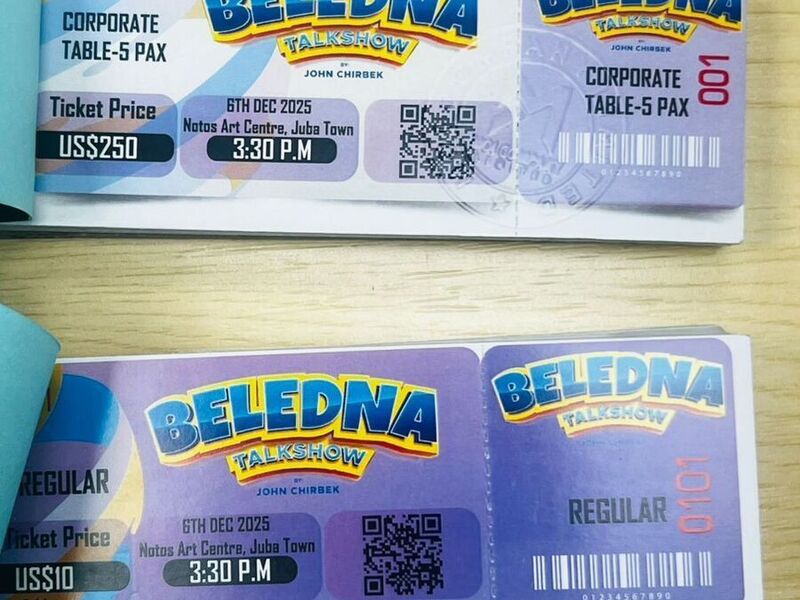 CORPORATE
TABLE-5 PAX
BELEDNA
TALKSHOW
BY:
JOHN CHIRBEK
Ticket Price
US$250
6TH DEC 2025
Notos Art Centre, Juba Town
3:30 P.M
BELEDNA
TALKSHOW
BY:
JOHN CHIRBEK
CORPORATE
TABLE-5 PAX
001
01234567890
REGULAR
BELEDNA
TALKSHOW
BY:
JOHN CHIRBEK
Ticket Price
US$10
6TH DEC 2025
Notos Art Centre, Juba Town
3:30 P.M
BELEDNA
TALKSHOW
REGULAR
0101
01234567890